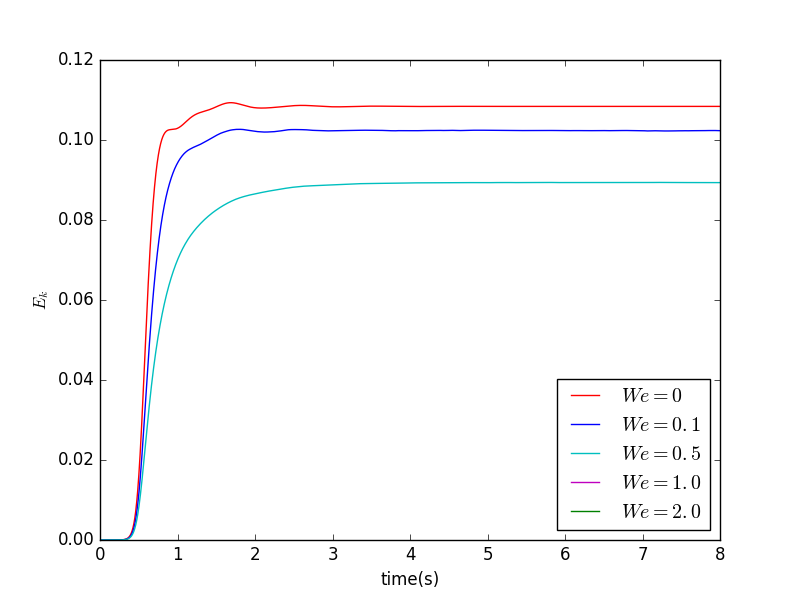 0.12
0.10
0.08
0.06
0.04
0.02
0.00
E_k
We = 0
We = 0.1
We = 0.5
We = 1.0
We = 2.0
0 1 2 3 4 5 6 7 8
time(s)